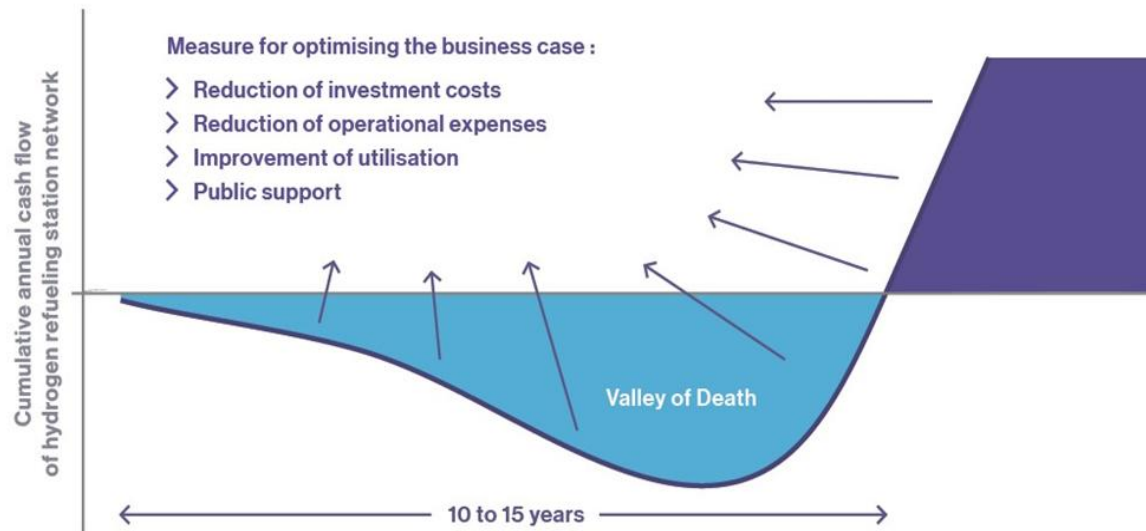 Measure for optimising the business case :
> Reduction of investment costs
> Reduction of operational expenses
> Improvement of utilisation
> Public support
Cumulative annual cash flow
of hydrogen refueling station network
Valley of Death
10 to 15 years